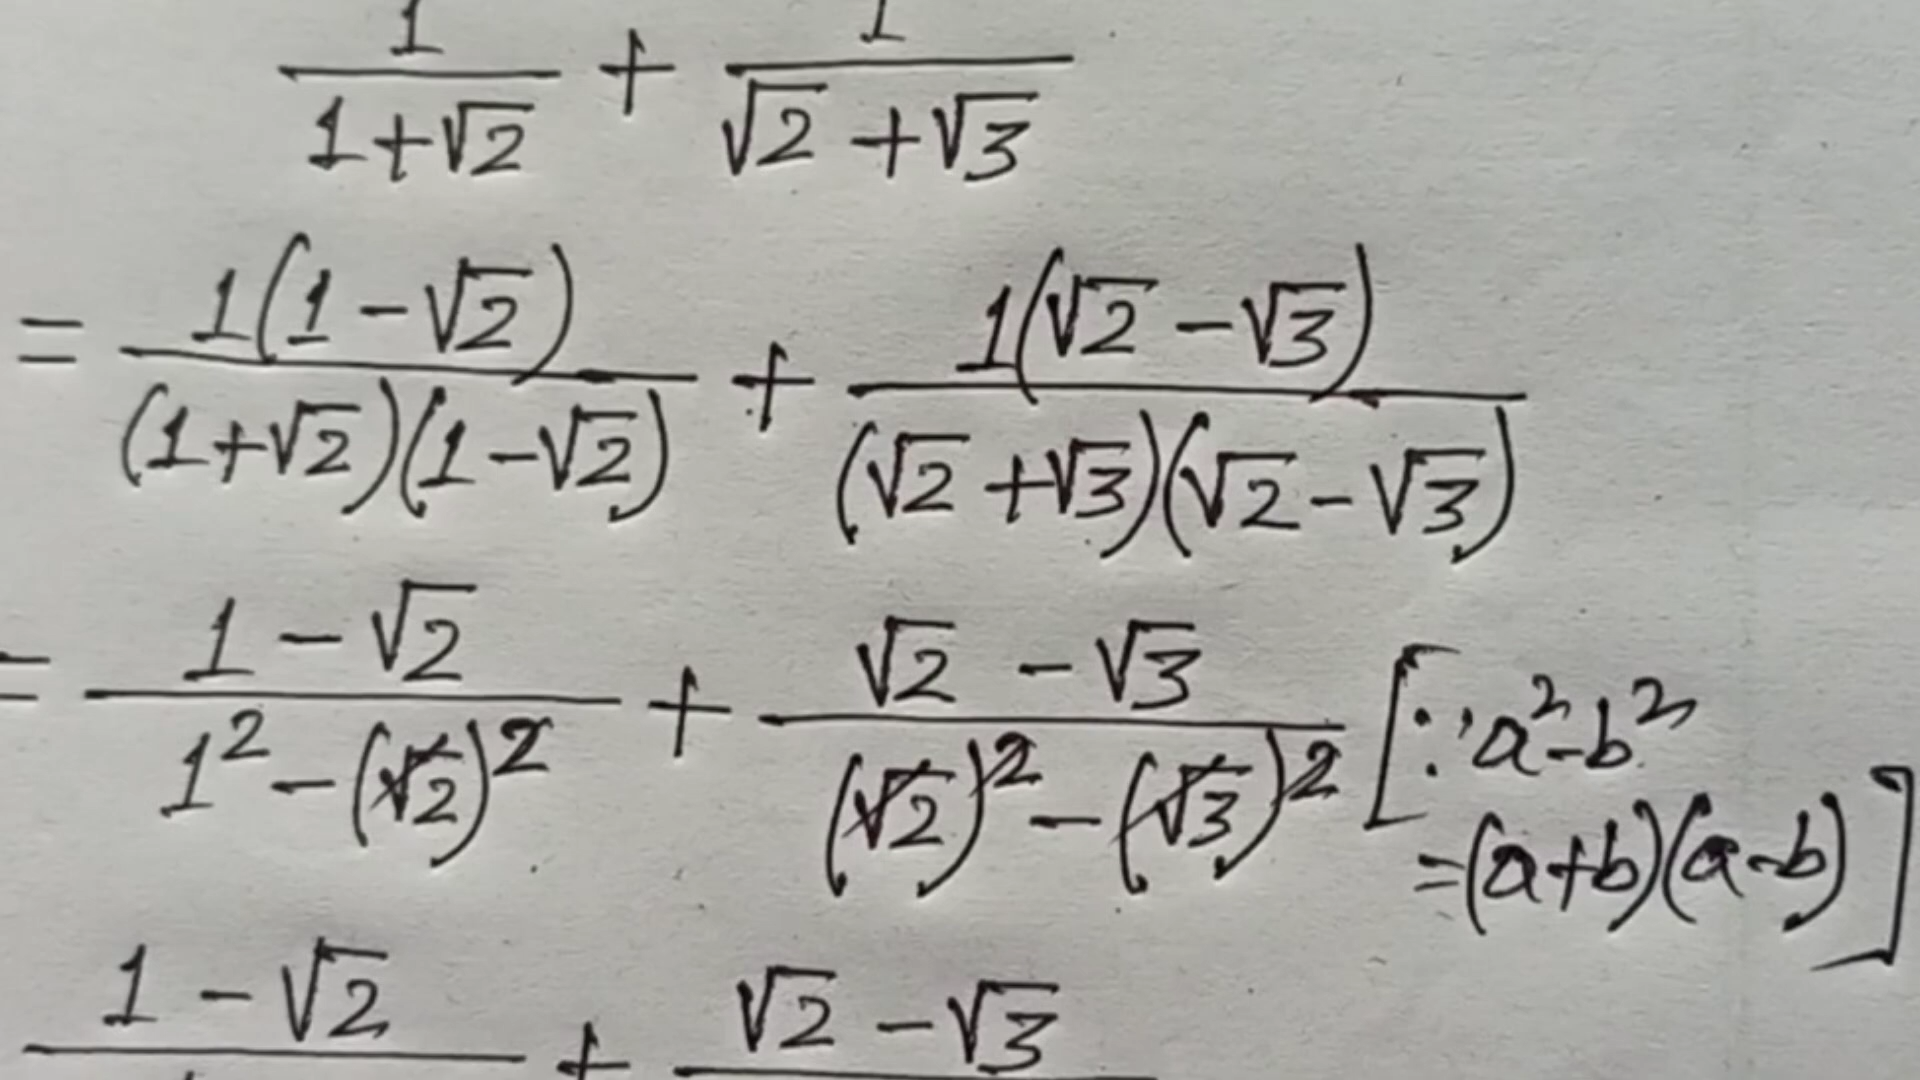 1/(1+√2) + 1/(√2+√3)
= 1(1-√2)/((1+√2)(1-√2)) + 1(√2-√3)/((√2+√3)(√2-√3))
= (1-√2)/(1²-(√2)²) + (√2-√3)/((√2)²-(√3)²) [∵ a²-b²
=(a+b)(a-b)]
1-√2 + √2-√3